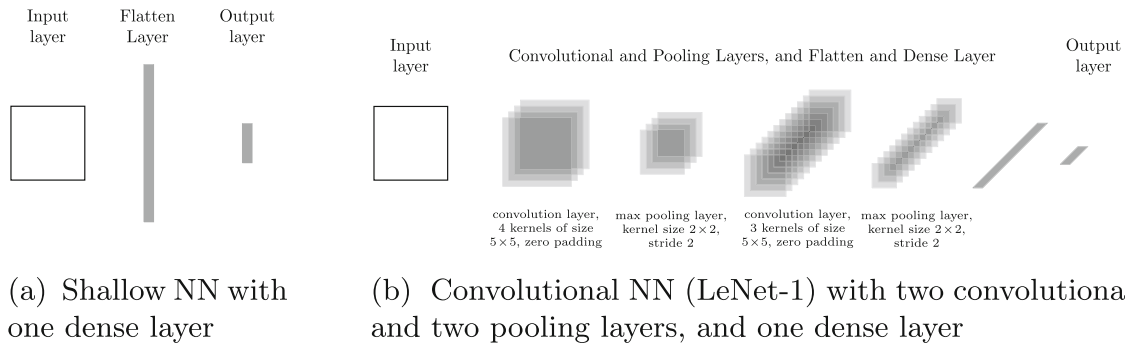 Input
layer
Flatten
Layer
Output
layer
(a) Shallow NN with
one dense layer
Input
layer
Convolutional and Pooling Layers, and Flatten and Dense Layer
Output
layer
convolution layer,
4 kernels of size
5×5, zero padding
max pooling layer,
kernel size 2×2,
stride 2
convolution layer,
3 kernels of size
5×5, zero padding
max pooling layer,
kernel size 2×2,
stride 2
(b) Convolutional NN (LeNet-1) with two convolutiona
and two pooling layers, and one dense layer